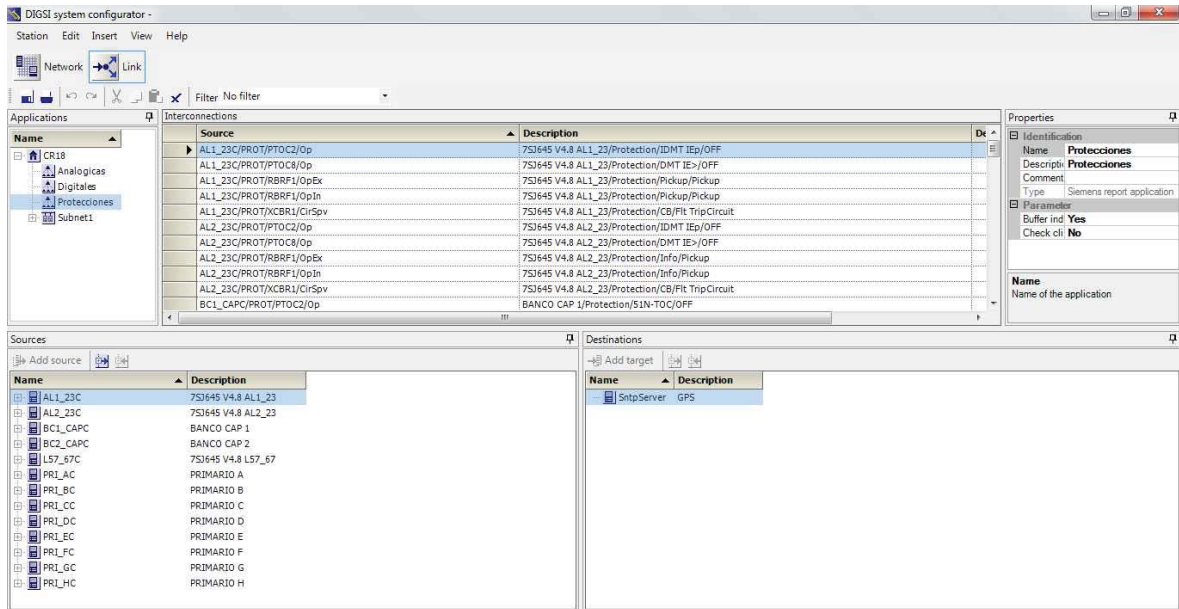 DIGSI system configurator -
Station Edit Insert View Help
Network Link
Filter No filter
Applications
Name
CR18
Analogicas
Digitales
Protecciones
Subnet1
Interconnections
Source Description De
AL1_23C/PROT/PTOC2/Op 7SJ645 V4.8 AL1_23/Protection/IDMT IEp/OFF
AL1_23C/PROT/PTOC8/Op 7SJ645 V4.8 AL1_23/Protection/DMT IE>/OFF
AL1_23C/PROT/RBRF1/OpEx 7SJ645 V4.8 AL1_23/Protection/Pickup/Pickup
AL1_23C/PROT/RBRF1/OpIn 7SJ645 V4.8 AL1_23/Protection/Pickup/Pickup
AL1_23C/PROT/XCBR1/CirSpv 7SJ645 V4.8 AL1_23/Protection/CB/Flt TripCircuit
AL2_23C/PROT/PTOC2/Op 7SJ645 V4.8 AL2_23/Protection/IDMT IEp/OFF
AL2_23C/PROT/PTOC8/Op 7SJ645 V4.8 AL2_23/Protection/DMT IE>/OFF
AL2_23C/PROT/RBRF1/OpEx 7SJ645 V4.8 AL2_23/Protection/Info/Pickup
AL2_23C/PROT/RBRF1/OpIn 7SJ645 V4.8 AL2_23/Protection/Info/Pickup
AL2_23C/PROT/XCBR1/CirSpv 7SJ645 V4.8 AL2_23/Protection/CB/Flt TripCircuit
BC1_CAPC/PROT/PTOC2/Op BANCO CAP 1/Protection/51N-TOC/OFF
Properties
Identification
Name Protecciones
Descripti Protecciones
Comment
Type Siemens report application
Parameter
Buffer ind Yes
Check cli No
Name
Name of the application
Sources
Add source
Name Description
AL1_23C 7SJ645 V4.8 AL1_23
AL2_23C 7SJ645 V4.8 AL2_23
BC1_CAPC BANCO CAP 1
BC2_CAPC BANCO CAP 2
L57_67C 7SJ645 V4.8 L57_67
PRI_AC PRIMARIO A
PRI_BC PRIMARIO B
PRI_CC PRIMARIO C
PRI_DC PRIMARIO D
PRI_EC PRIMARIO E
PRI_FC PRIMARIO F
PRI_GC PRIMARIO G
PRI_HC PRIMARIO H
Destinations
Add target
Name Description
SntpServer GPS